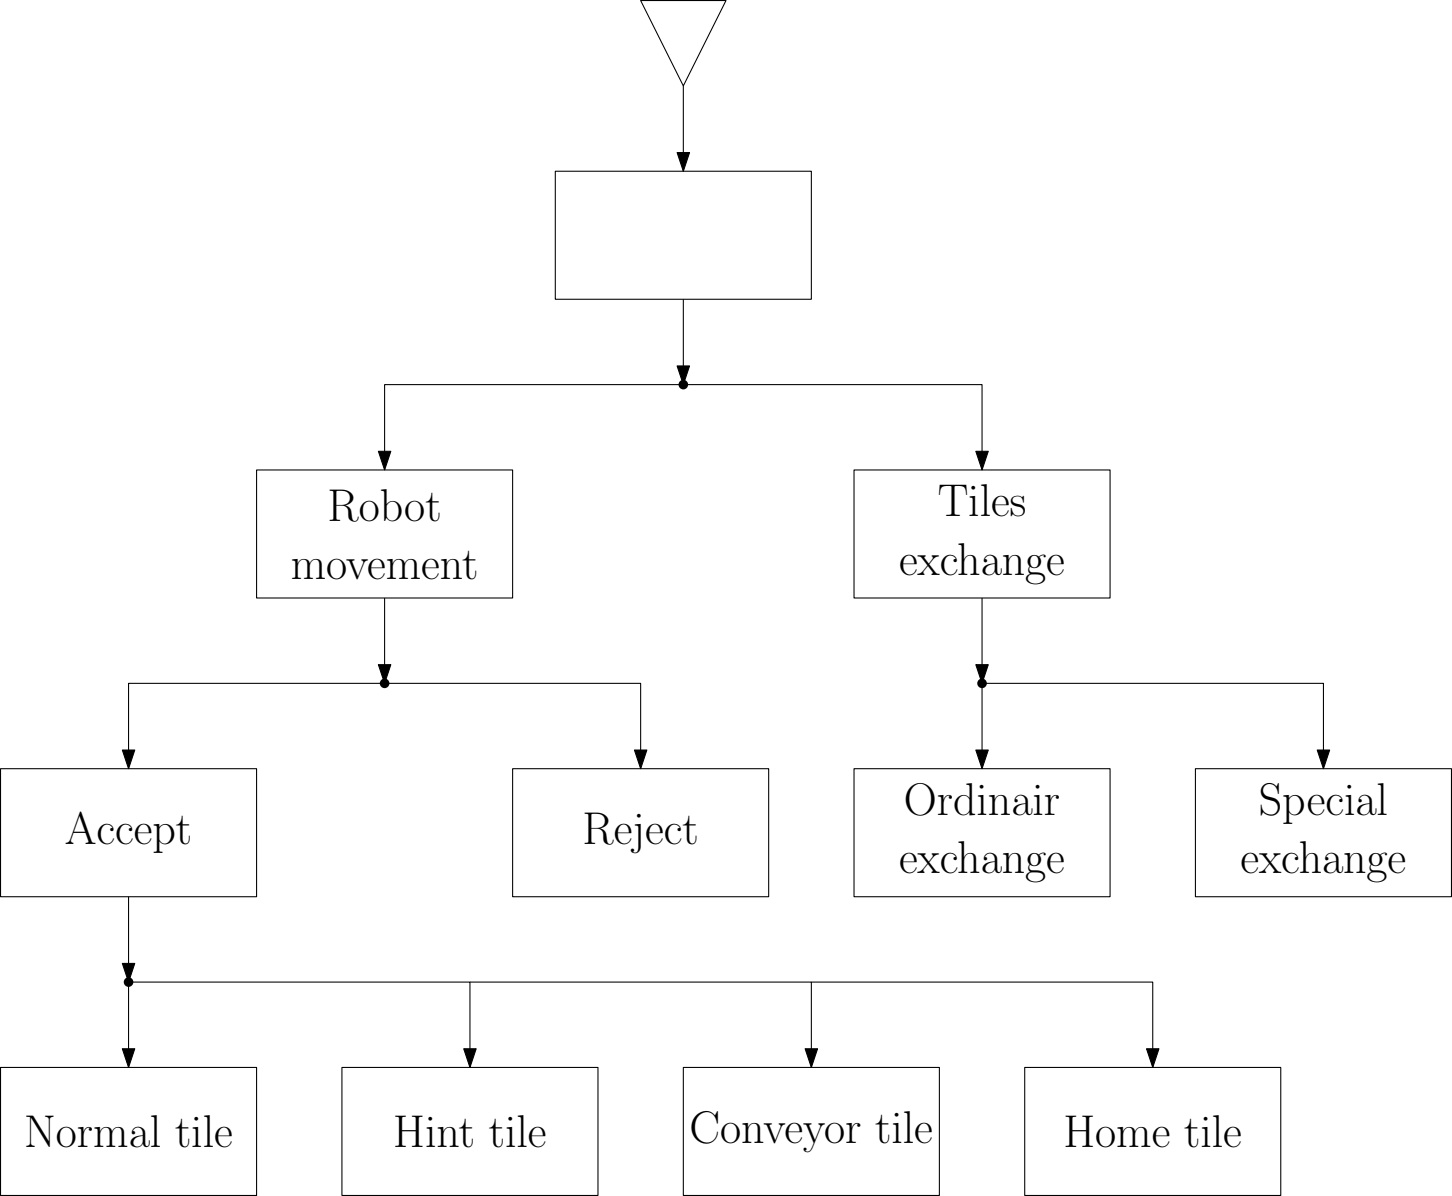 Robot
movement
Tiles
exchange
Accept
Reject
Ordinair
exchange
Special
exchange
Normal tile
Hint tile
Conveyor tile
Home tile